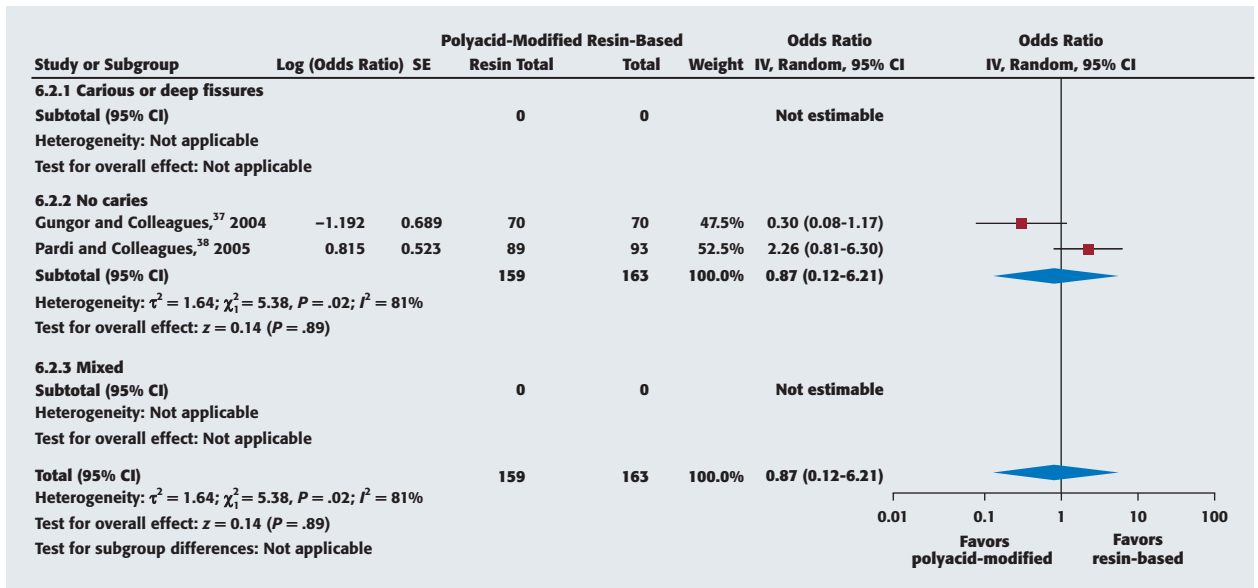 Polyacid-Modified Resin-Based Odds Ratio Odds Ratio
Study or Subgroup Log (Odds Ratio) SE Resin Total Total Weight IV, Random, 95% CI IV, Random, 95% CI
6.2.1 Carious or deep fissures
Subtotal (95% CI) 0 0 Not estimable
Heterogeneity: Not applicable
Test for overall effect: Not applicable
6.2.2 No caries
Gungor and Colleagues,³⁷ 2004 −1.192 0.689 70 70 47.5% 0.30 (0.08-1.17)
Pardi and Colleagues,³⁸ 2005 0.815 0.523 89 93 52.5% 2.26 (0.81-6.30)
Subtotal (95% CI) 159 163 100.0% 0.87 (0.12-6.21)
Heterogeneity: τ² = 1.64; χ₁² = 5.38, P = .02; I² = 81%
Test for overall effect: z = 0.14 (P = .89)
6.2.3 Mixed
Subtotal (95% CI) 0 0 Not estimable
Heterogeneity: Not applicable
Test for overall effect: Not applicable
Total (95% CI) 159 163 100.0% 0.87 (0.12-6.21)
Heterogeneity: τ² = 1.64; χ₁² = 5.38, P = .02; I² = 81%
Test for overall effect: z = 0.14 (P = .89)
Test for subgroup differences: Not applicable
0.01 0.1 1 10 100
Favors Favors
polyacid-modified resin-based